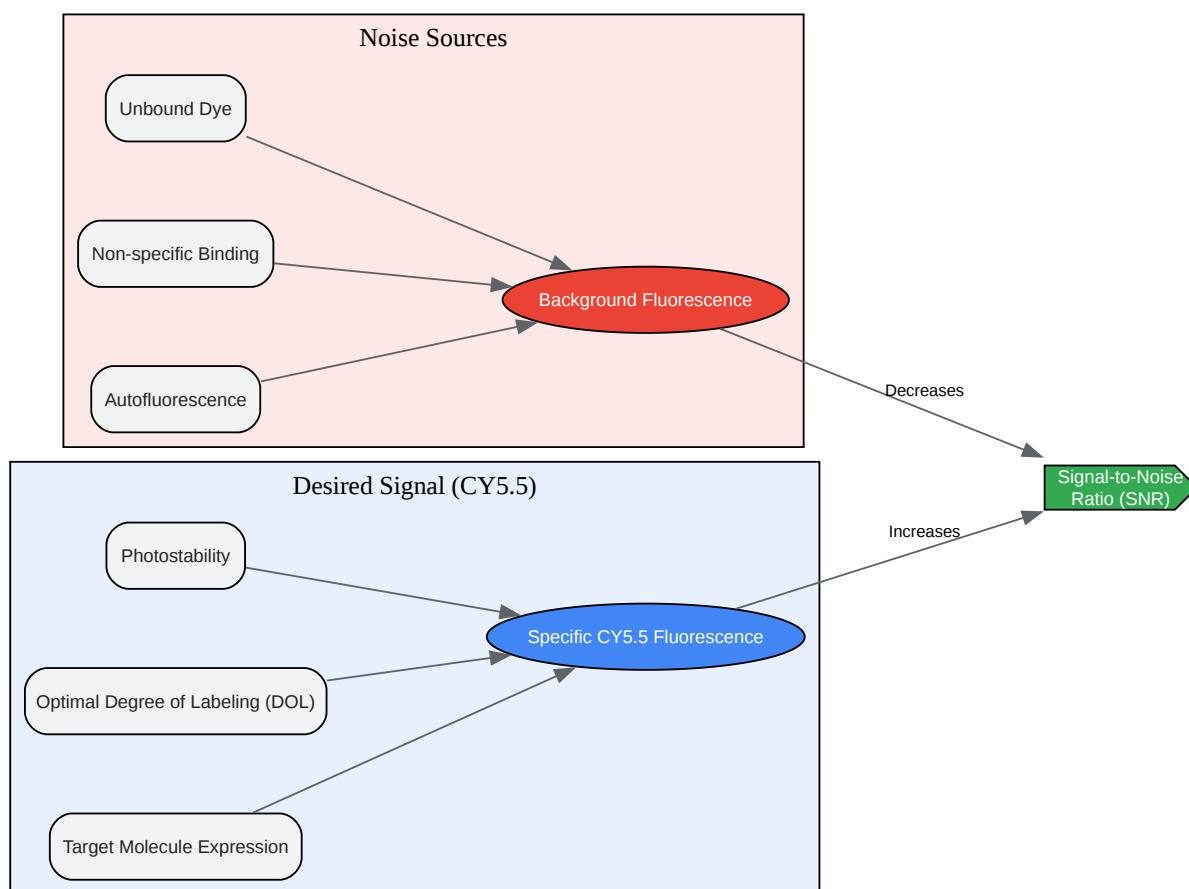 Noise Sources
Unbound Dye
Non-specific Binding
Background Fluorescence
Autofluorescence
Decreases
Signal-to-Noise
Ratio (SNR)
Desired Signal (CY5.5)
Increases
Photostability
Specific CY5.5 Fluorescence
Optimal Degree of Labeling (DOL)
Target Molecule Expression